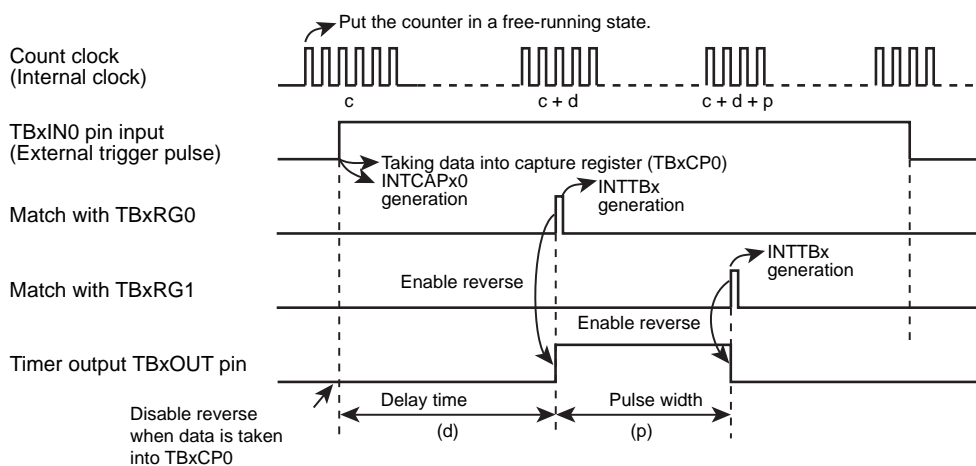 Put the counter in a free-running state.
Count clock
(Internal clock)
c
c + d
c + d + p
TBxIN0 pin input
(External trigger pulse)
Taking data into capture register (TBxCP0)
INTCAPx0
generation
INTTBx
generation
Match with TBxRG0
INTTBx
generation
Enable reverse
Match with TBxRG1
Enable reverse
Timer output TBxOUT pin
Disable reverse
when data is taken
into TBxCP0
Delay time
(d)
Pulse width
(p)